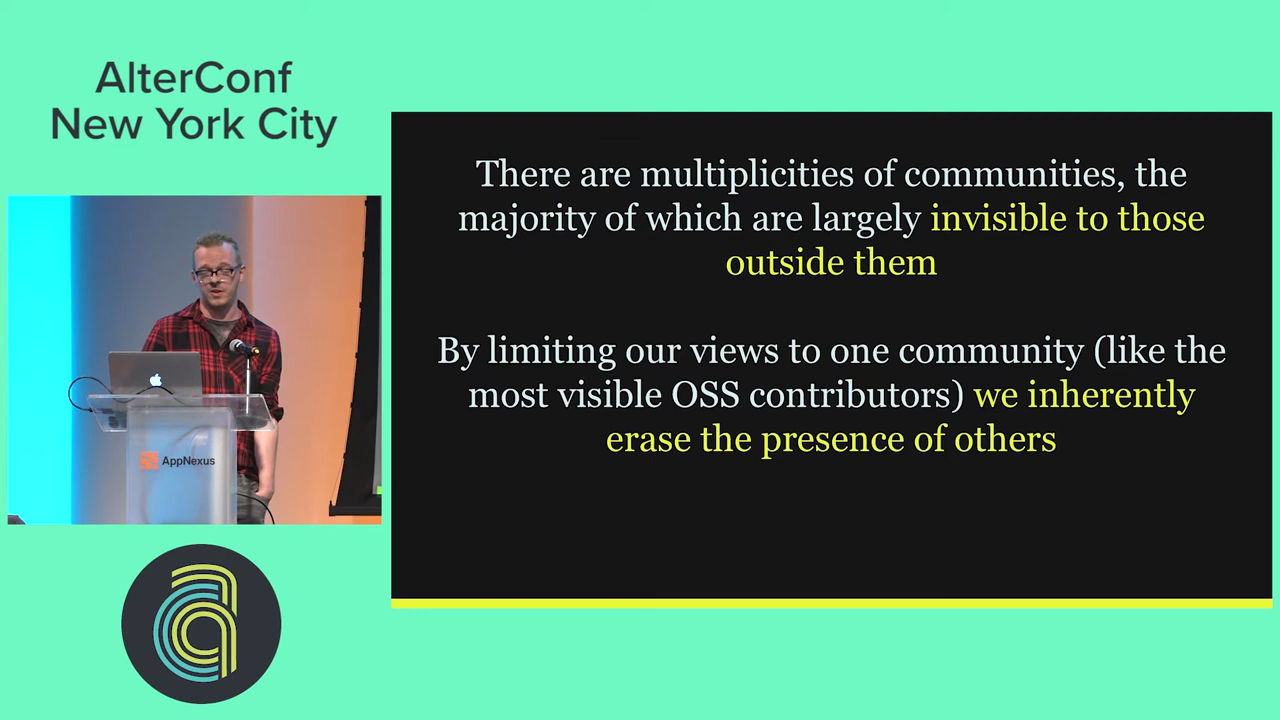 AlterConf
New York City
There are multiplicities of communities, the
majority of which are largely invisible to those
outside them
By limiting our views to one community (like the
most visible OSS contributors) we inherently
erase the presence of others
AppNexus